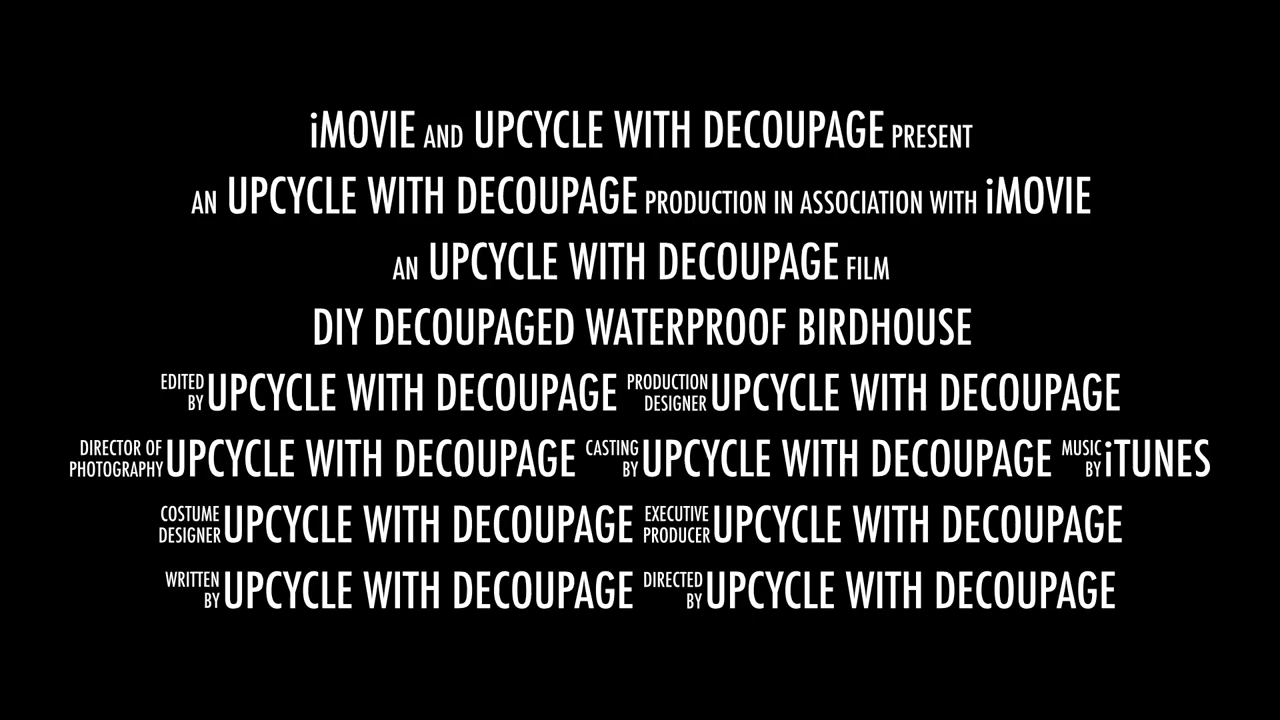 iMOVIE AND UPCYCLE WITH DECOUPAGE PRESENT
AN UPCYCLE WITH DECOUPAGE PRODUCTION IN ASSOCIATION WITH iMOVIE
AN UPCYCLE WITH DECOUPAGE FILM
DIY DECOUPAGED WATERPROOF BIRDHOUSE
EDITED BY UPCYCLE WITH DECOUPAGE PRODUCTION DESIGNER UPCYCLE WITH DECOUPAGE
DIRECTOR OF PHOTOGRAPHY UPCYCLE WITH DECOUPAGE CASTING BY UPCYCLE WITH DECOUPAGE MUSIC BY iTUNES
COSTUME DESIGNER UPCYCLE WITH DECOUPAGE EXECUTIVE PRODUCER UPCYCLE WITH DECOUPAGE
WRITTEN BY UPCYCLE WITH DECOUPAGE DIRECTED BY UPCYCLE WITH DECOUPAGE